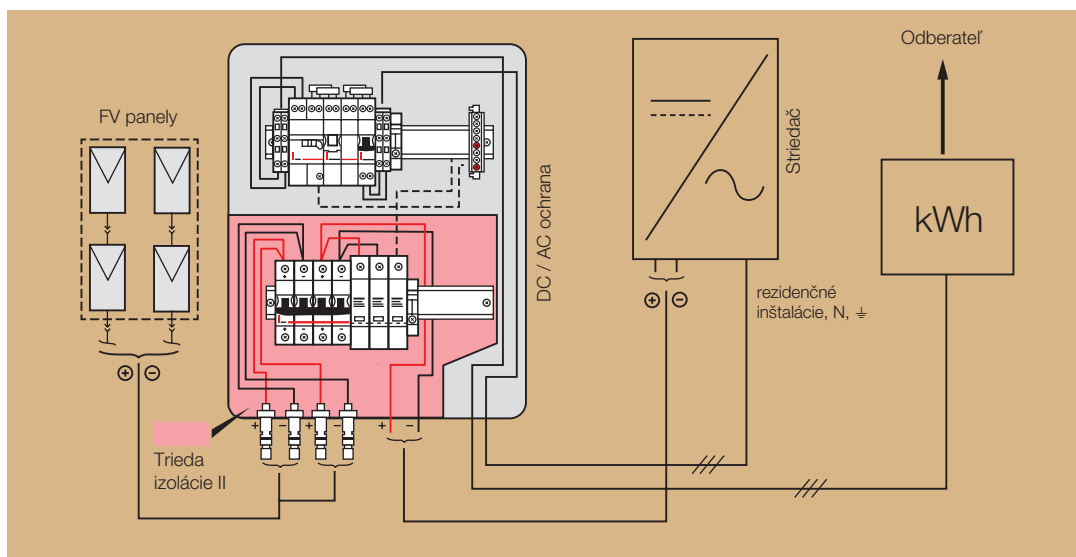 FV panely
+ −
Trieda
izolácie II
+ − + −
+ −
DC / AC ochrana
+ −
Striedač
rezidenčné
inštalácie, N, ⏚
Odberateľ
kWh